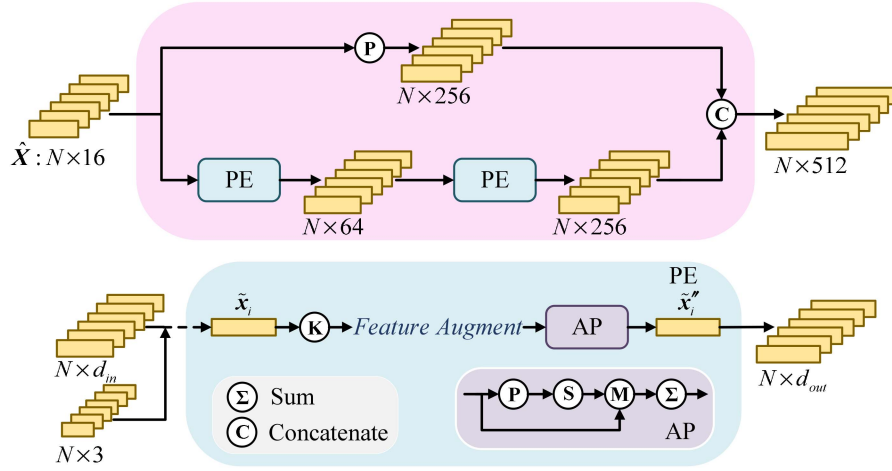 P
N×256
X̂ : N×16
C
N×512
PE
PE
N×64
N×256
PE
x̃ᵢ
x̃ᵢ″
K
Feature Augment
AP
N×d_in
N×d_out
Σ Sum
P S M Σ
C Concatenate
AP
N×3